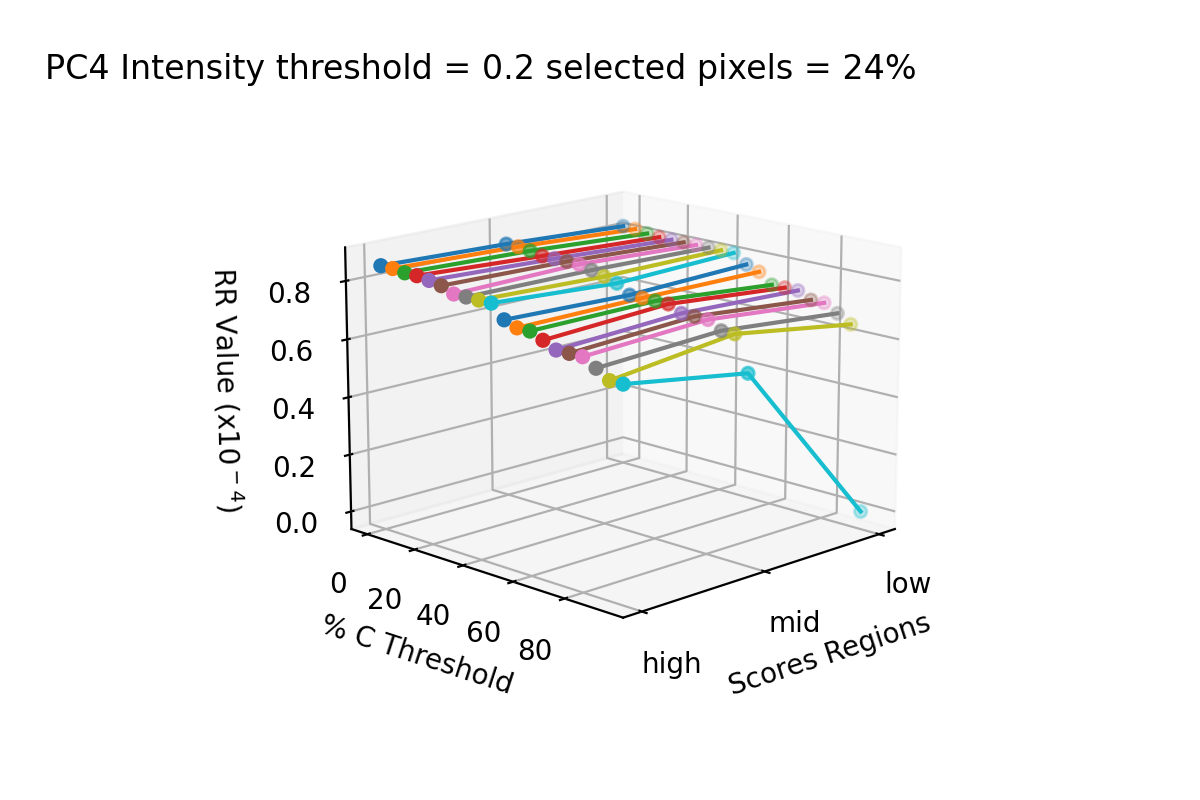 PC4 Intensity threshold = 0.2 selected pixels = 24%
RR Value (x10⁻⁴)
0.8
0.6
0.4
0.2
0.0
0
20
40
60
80
% C Threshold
high
mid
low
Scores Regions